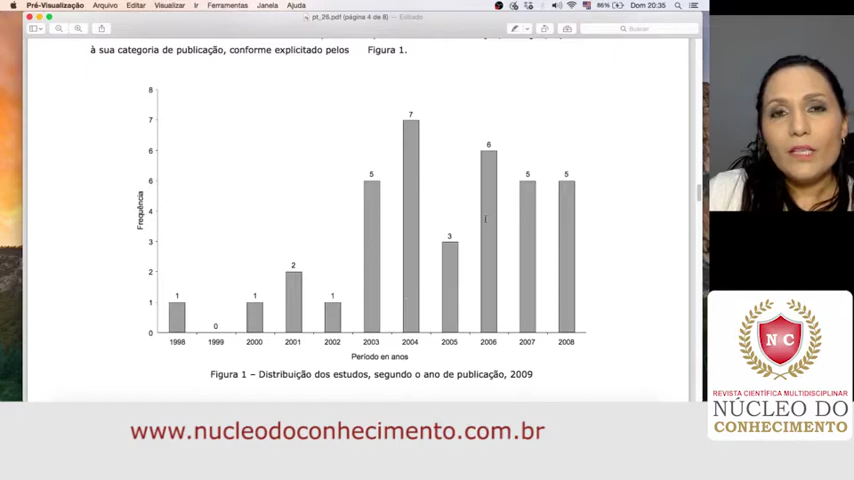 Pré-Visualização Arquivo Editar Visualizar Ir Ferramentas Janela Ajuda 86% Dom 20:35
pt_26.pdf (página 4 de 8) — Editado
Buscar
à sua categoria de publicação, conforme explicitado pelos Figura 1.
8
7
6
6
4
3
2
1
0
Frequência
1
0
1
2
1
5
7
3
6
5
5
1998 1999 2000 2001 2002 2003 2004 2005 2006 2007 2008
Período en anos
Figura 1 – Distribuição dos estudos, segundo o ano de publicação, 2009
N C
REVISTA CIENTÍFICA MULTIDISCIPLINAR
NÚCLEO DO
CONHECIMENTO
www.nucleodoconhecimento.com.br